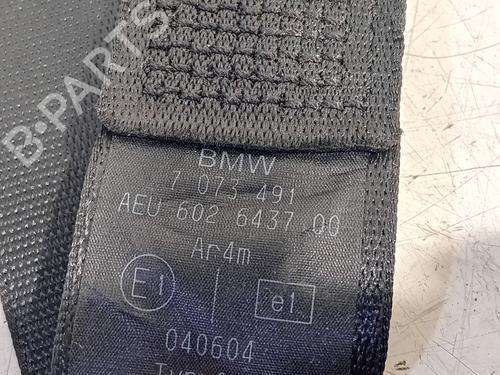 BMW
7 073 491
AEU 602 6437 00
Ar4m
E1 e1
040604
B-PARTS